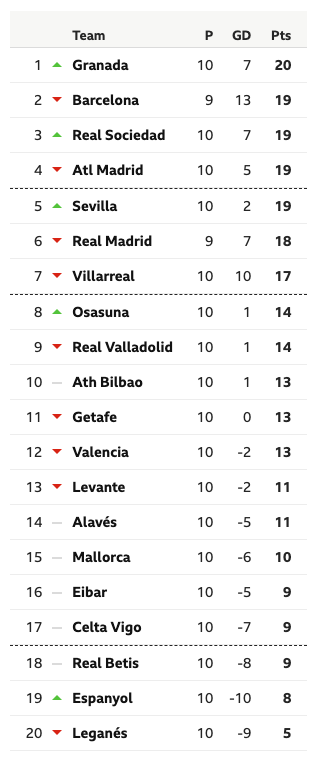 Team P GD Pts
1 Granada 10 7 20
2 Barcelona 9 13 19
3 Real Sociedad 10 7 19
4 Atl Madrid 10 5 19
5 Sevilla 10 2 19
6 Real Madrid 9 7 18
7 Villarreal 10 10 17
8 Osasuna 10 1 14
9 Real Valladolid 10 1 14
10 Ath Bilbao 10 1 13
11 Getafe 10 0 13
12 Valencia 10 -2 13
13 Levante 10 -2 11
14 Alavés 10 -5 11
15 Mallorca 10 -6 10
16 Eibar 10 -5 9
17 Celta Vigo 10 -7 9
18 Real Betis 10 -8 9
19 Espanyol 10 -10 8
20 Leganés 10 -9 5